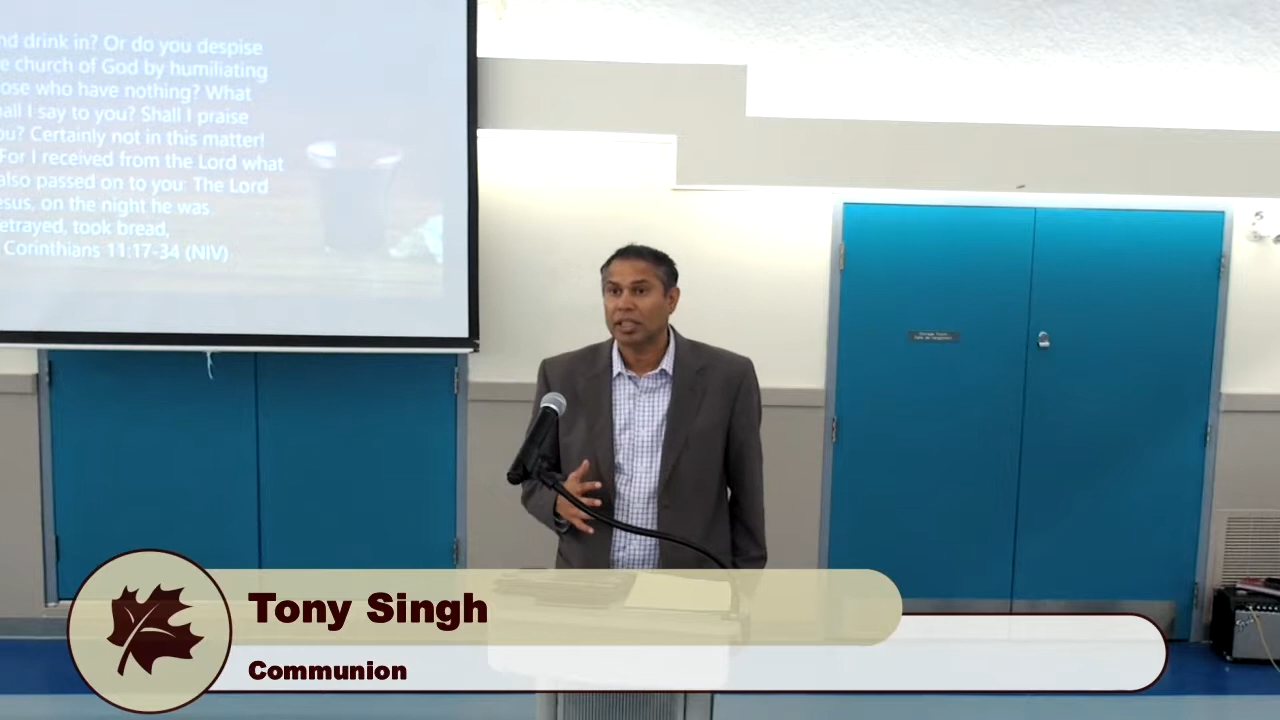 nd drink in? Or do you despise
e church of God by humiliating
ose who have nothing? What
all I say to you? Shall I praise
ou? Certainly not in this matter!
For I received from the Lord what
also passed on to you: The Lord
esus, on the night he was
etrayed, took bread,
Corinthians 11:17-34 (NIV)
Tony Singh
Communion